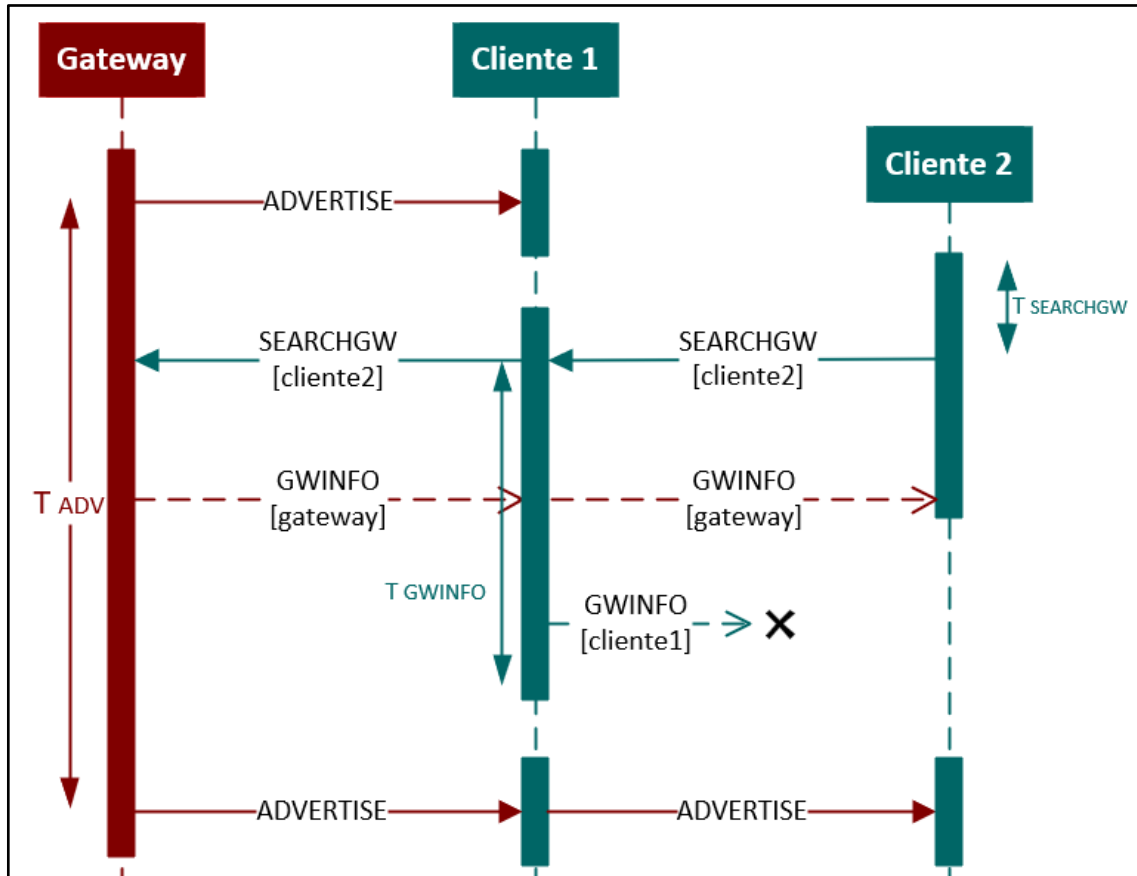 Gateway
Cliente 1
Cliente 2
ADVERTISE
T SEARCHGW
SEARCHGW
[cliente2]
SEARCHGW
[cliente2]
GWINFO
[gateway]
GWINFO
[gateway]
T ADV
T GWINFO
GWINFO
[cliente1]
ADVERTISE
ADVERTISE